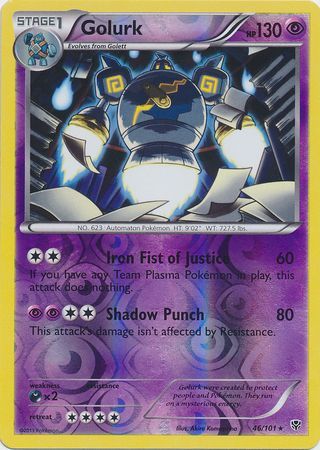 STAGE1
Golurk
HP130
Evolves from Golett
NO. 623 Automaton Pokémon HT: 9'02" WT: 727.5 lbs.
Iron Fist of Justice 60
If you have any Team Plasma Pokémon in play, this
attack does nothing.
Shadow Punch 80
This attack's damage isn't affected by Resistance.
weakness
resistance
×2
retreat
Golurk were created to protect
people and Pokémon. They run
on a mysterious energy.
©2013 Pokémon
Illus. Akira Komayama
46/101 ★